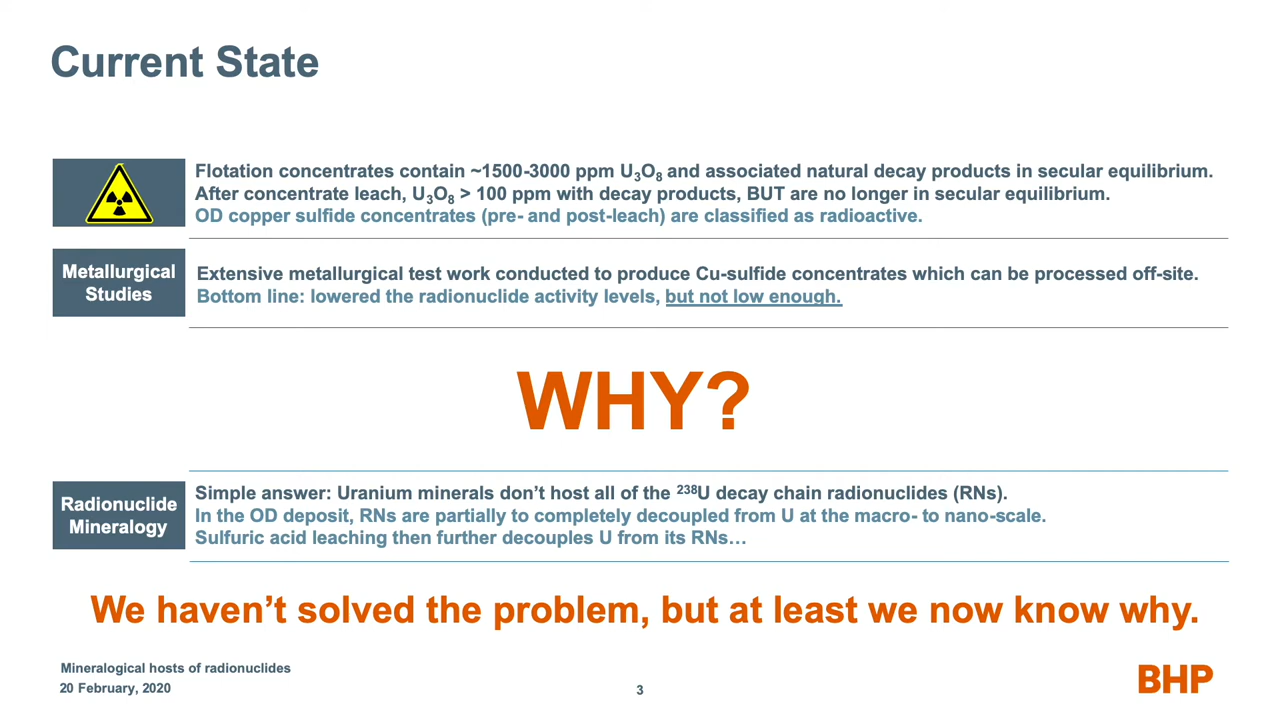 Current State
Flotation concentrates contain ~1500-3000 ppm U₃O₈ and associated natural decay products in secular equilibrium.
After concentrate leach, U₃O₈ > 100 ppm with decay products, BUT are no longer in secular equilibrium.
OD copper sulfide concentrates (pre- and post-leach) are classified as radioactive.
Metallurgical
Studies
Extensive metallurgical test work conducted to produce Cu-sulfide concentrates which can be processed off-site.
Bottom line: lowered the radionuclide activity levels, but not low enough.
WHY?
Radionuclide
Mineralogy
Simple answer: Uranium minerals don’t host all of the ²³⁸U decay chain radionuclides (RNs).
In the OD deposit, RNs are partially to completely decoupled from U at the macro- to nano-scale.
Sulfuric acid leaching then further decouples U from its RNs…
We haven’t solved the problem, but at least we now know why.
Mineralogical hosts of radionuclides
20 February, 2020
3
BHP